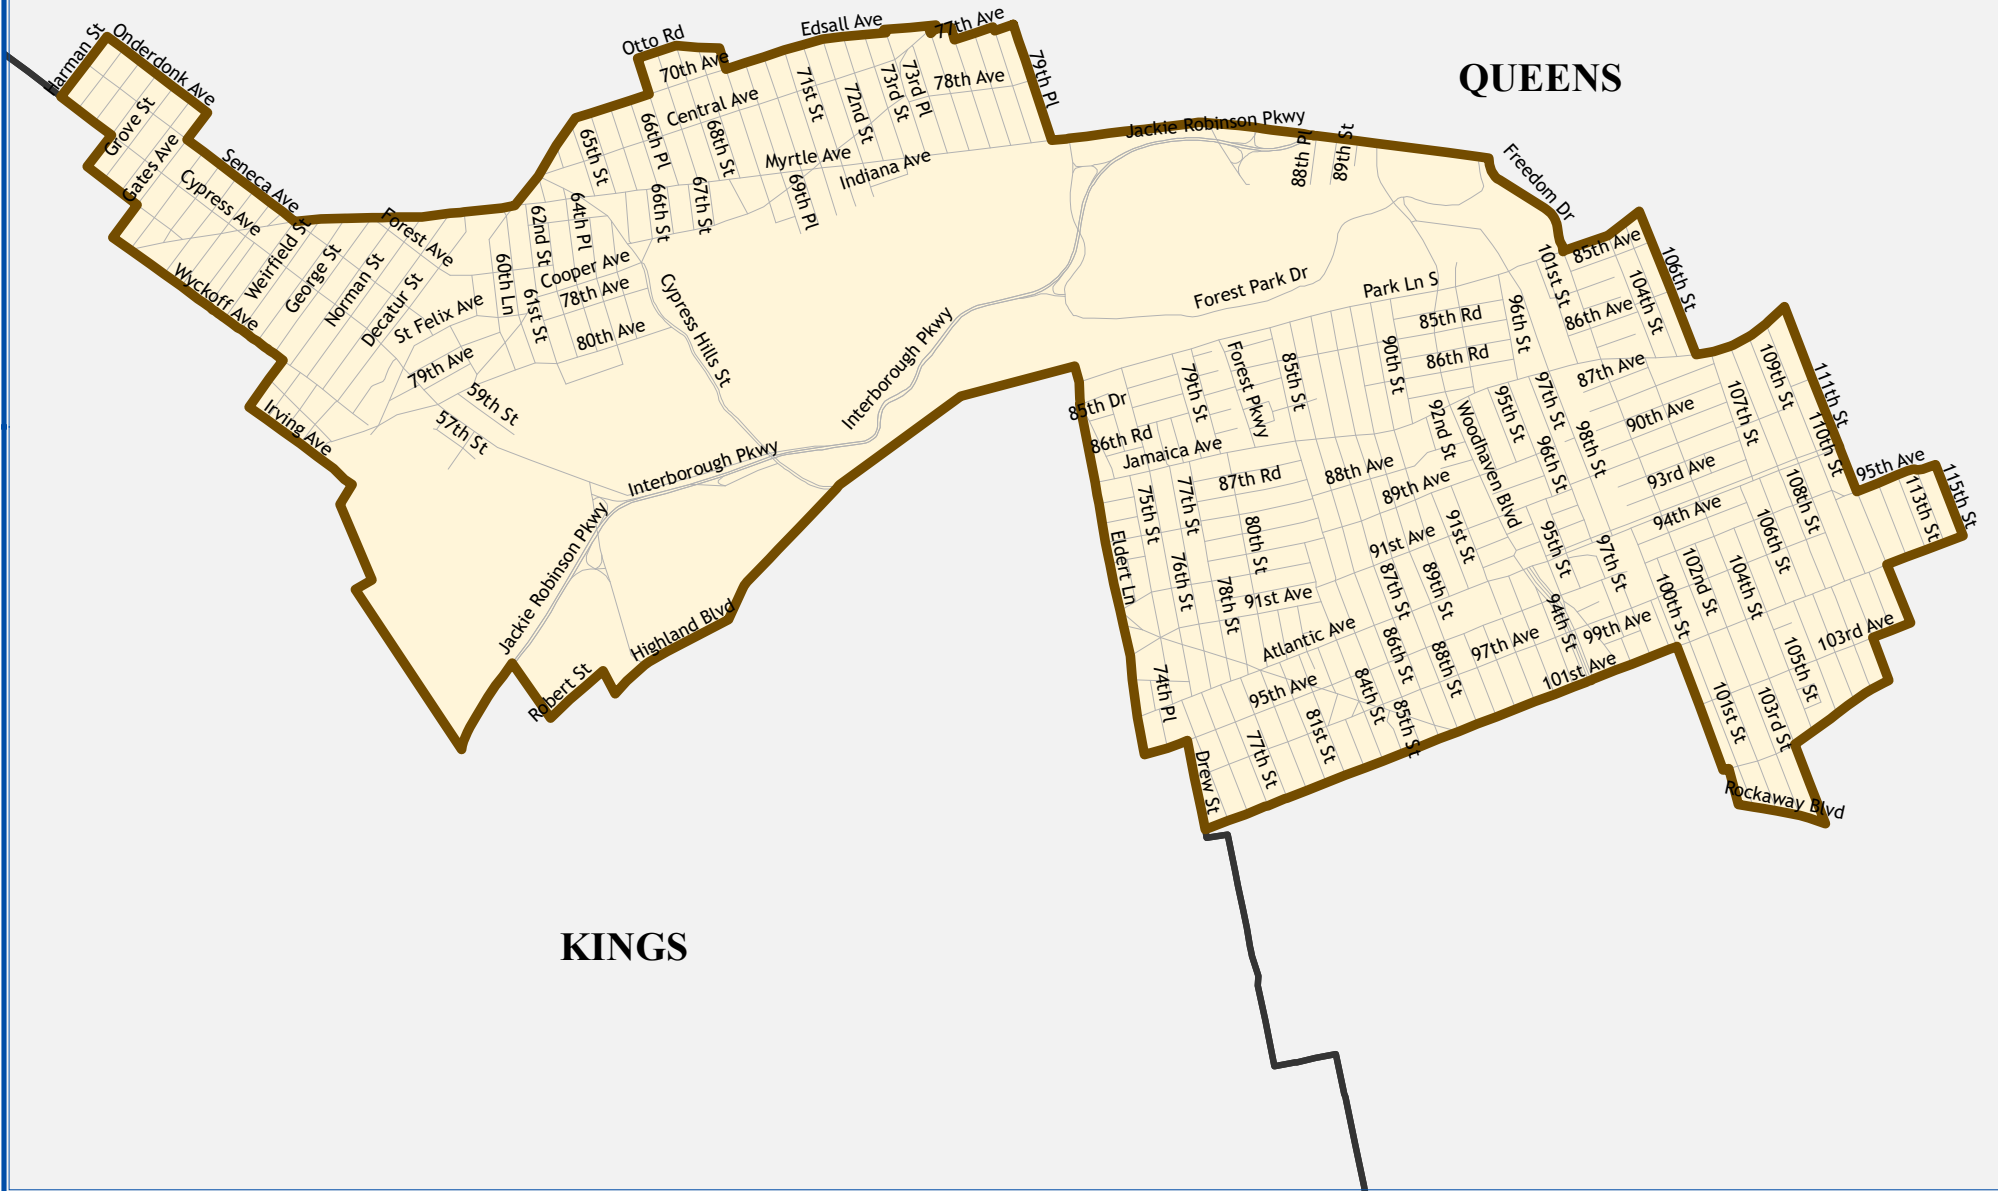 QUEENS
Harman St
Onderdonk Ave
Grove St
Gates Ave
Seneca Ave
Cypress Ave
Weirfield St
George St
Norman St
Decatur St
Forest Ave
Wyckoff Ave
Irving Ave
St Felix Ave
79th Ave
59th St
57th St
Otto Rd
70th Ave
Central Ave
Edsall Ave
77th Ave
78th Ave
79th Pl
71st St
72nd St
73rd St
73rd Pl
65th St
66th Pl
68th St
Myrtle Ave
Indiana Ave
66th St
67th St
69th Pl
62nd St
64th Pl
60th Ln
61st St
Cooper Ave
78th Ave
80th Ave
Cypress Hills St
Interborough Pkwy
Interborough Pkwy
Jackie Robinson Pkwy
Highland Blvd
Robert St
Jackie Robinson Pkwy
88th Pl
89th St
Freedom Dr
Forest Park Dr
Park Ln S
101st St
85th Ave
106th St
104th St
86th Ave
96th St
85th Rd
86th Rd
90th St
87th Ave
109th St
111th St
107th St
110th St
90th Ave
97th St
95th St
Woodhaven Blvd
92nd St
96th St
98th St
93rd Ave
94th Ave
108th St
95th Ave
113th St
115th St
85th Dr
86th Rd
Jamaica Ave
79th St
Forest Pkwy
85th St
87th Rd
88th Ave
89th Ave
75th St
77th St
80th St
91st Ave
91st St
95th St
97th St
106th St
102nd St
104th St
100th St
Eldert Ln
76th St
78th St
91st Ave
87th St
89th St
94th St
99th Ave
97th Ave
101st Ave
103rd Ave
105th St
Atlantic Ave
86th St
88th St
74th Pl
95th Ave
84th St
85th St
81st St
77th St
Drew St
101st St
103rd St
Rockaway Blvd
KINGS